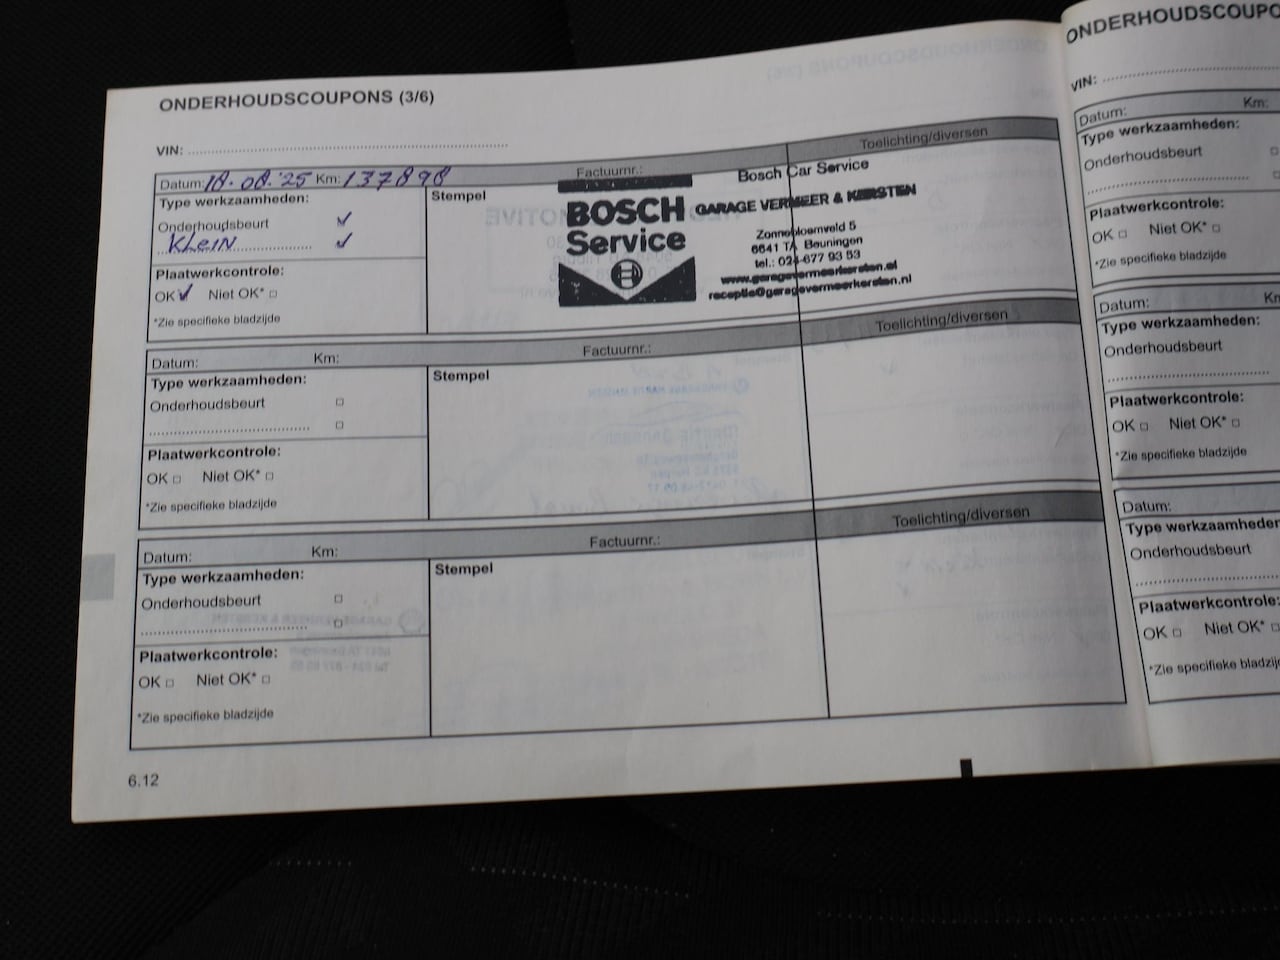 ONDERHOUDSCOUPONS (3/6)
VIN:
Datum: 18.08.'25 Km: 137898 Factuurnr.: Toelichting/diversen
Type werkzaamheden:
Onderhoudsbeurt ✓
KLEIN ✓
Plaatwerkcontrole:
OK ✓ Niet OK* □
*Zie specifieke bladzijde
Stempel
BOSCH
Service
Bosch Car Service
GARAGE VERMEER & KERSTEN
Zonnebloemveld 5
6641 TA Beuningen
tel.: 024-677 93 53
www.garagevermeerkersten.nl
receptie@garagevermeerkersten.nl
Datum: Km: Factuurnr.: Toelichting/diversen
Type werkzaamheden:
Onderhoudsbeurt □
□
Plaatwerkcontrole:
OK □ Niet OK* □
*Zie specifieke bladzijde
Stempel
Datum: Km: Factuurnr.: Toelichting/diversen
Type werkzaamheden:
Onderhoudsbeurt □
□
Plaatwerkcontrole:
OK □ Niet OK* □
*Zie specifieke bladzijde
Stempel
6.12
ONDERHOUDSCOUPO
VIN:
Datum: Km:
Type werkzaamheden:
Onderhoudsbeurt □
□
Plaatwerkcontrole:
OK □ Niet OK* □
*Zie specifieke bladzijde
Datum: Km
Type werkzaamheden:
Onderhoudsbeurt
Plaatwerkcontrole:
OK □ Niet OK* □
*Zie specifieke bladzijde
Datum:
Type werkzaamheden
Onderhoudsbeurt
Plaatwerkcontrole:
OK □ Niet OK* □
*Zie specifieke bladzij